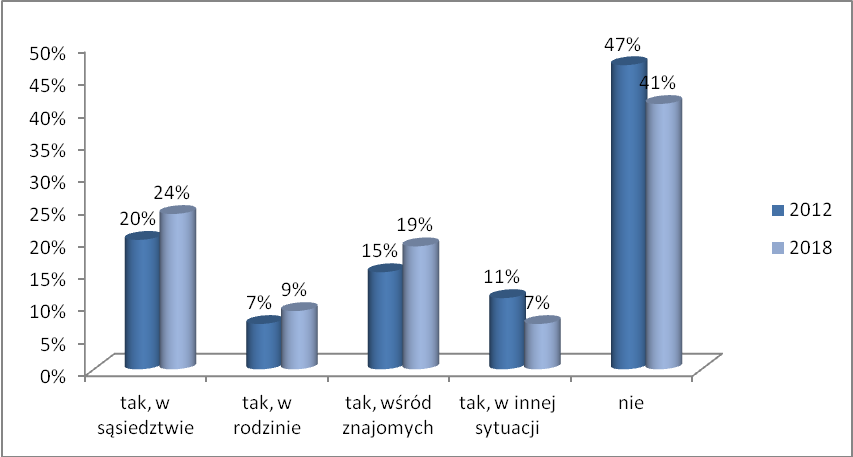 50%
45%
40%
35%
30%
25%
20%
15%
10%
5%
0%
20%
24%
7%
9%
15%
19%
11%
7%
47%
41%
tak, w
sąsiedztwie
tak, w
rodzinie
tak, wśród
znajomych
tak, w innej
sytuacji
nie
2012
2018